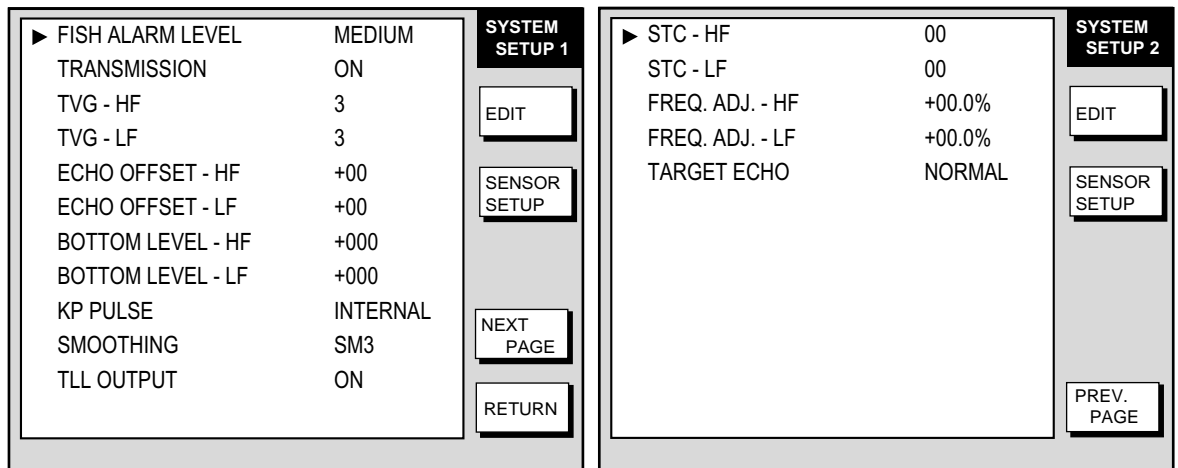 ► FISH ALARM LEVEL MEDIUM
TRANSMISSION ON
TVG - HF 3
TVG - LF 3
ECHO OFFSET - HF +00
ECHO OFFSET - LF +00
BOTTOM LEVEL - HF +000
BOTTOM LEVEL - LF +000
KP PULSE INTERNAL
SMOOTHING SM3
TLL OUTPUT ON
SYSTEM
SETUP 1
EDIT
SENSOR
SETUP
NEXT
PAGE
RETURN
► STC - HF 00
STC - LF 00
FREQ. ADJ. - HF +00.0%
FREQ. ADJ. - LF +00.0%
TARGET ECHO NORMAL
SYSTEM
SETUP 2
EDIT
SENSOR
SETUP
PREV.
PAGE